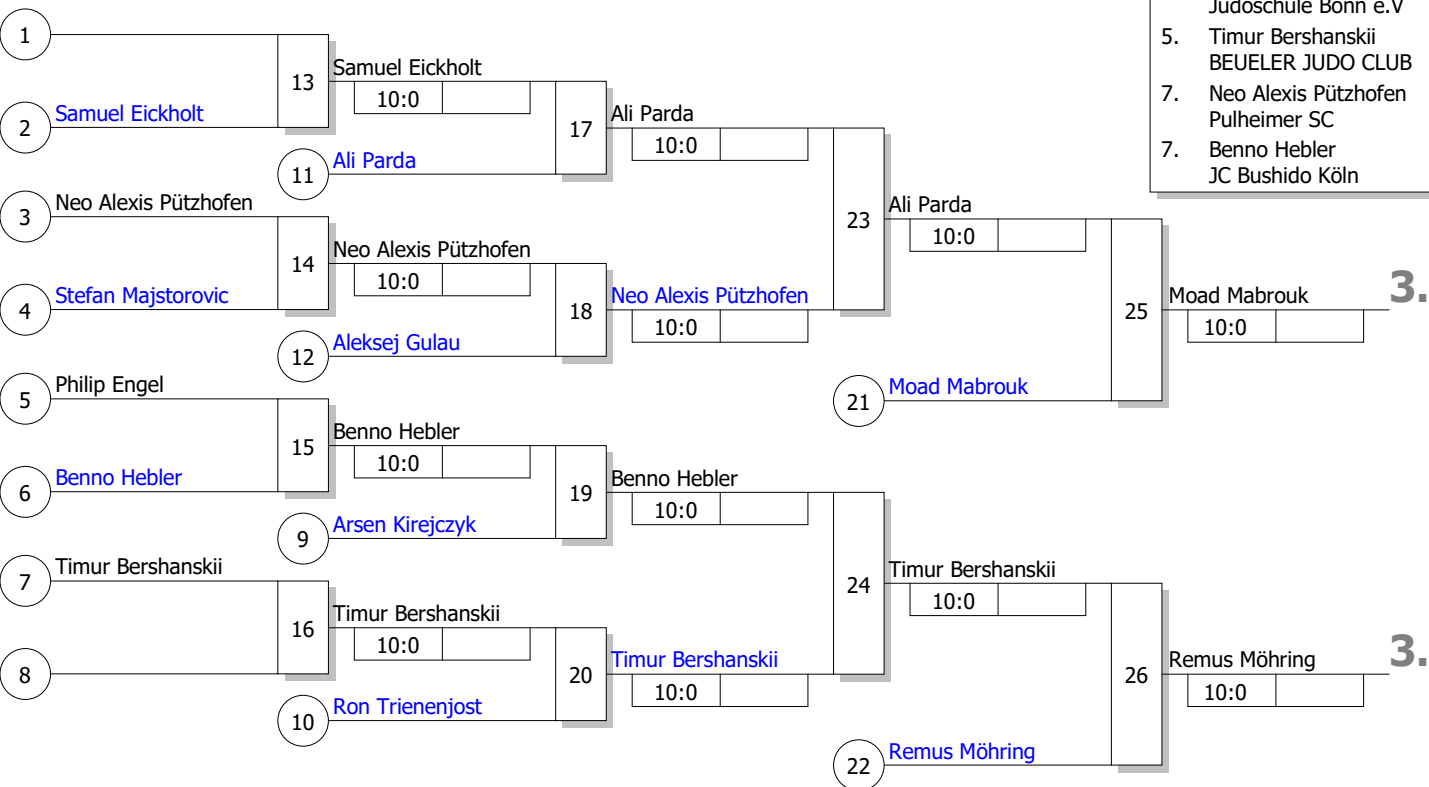 Judoschule Bonn e.V
5. Timur Bershanskii
BEUELER JUDO CLUB
7. Neo Alexis Pützhofen
Pulheimer SC
7. Benno Hebler
JC Bushido Köln
1
13
Samuel Eickholt
10:0
2
Samuel Eickholt
17
Ali Parda
10:0
11
Ali Parda
3
Neo Alexis Pützhofen
23
Ali Parda
10:0
14
Neo Alexis Pützhofen
10:0
4
Stefan Majstorovic
18
Neo Alexis Pützhofen
10:0
25
Moad Mabrouk
10:0
3.
12
Aleksej Gulau
5
Philip Engel
21
Moad Mabrouk
15
Benno Hebler
10:0
6
Benno Hebler
19
Benno Hebler
10:0
9
Arsen Kirejczyk
7
Timur Bershanskii
24
Timur Bershanskii
10:0
16
Timur Bershanskii
10:0
8
20
Timur Bershanskii
10:0
26
Remus Möhring
10:0
3.
10
Ron Trienenjost
22
Remus Möhring